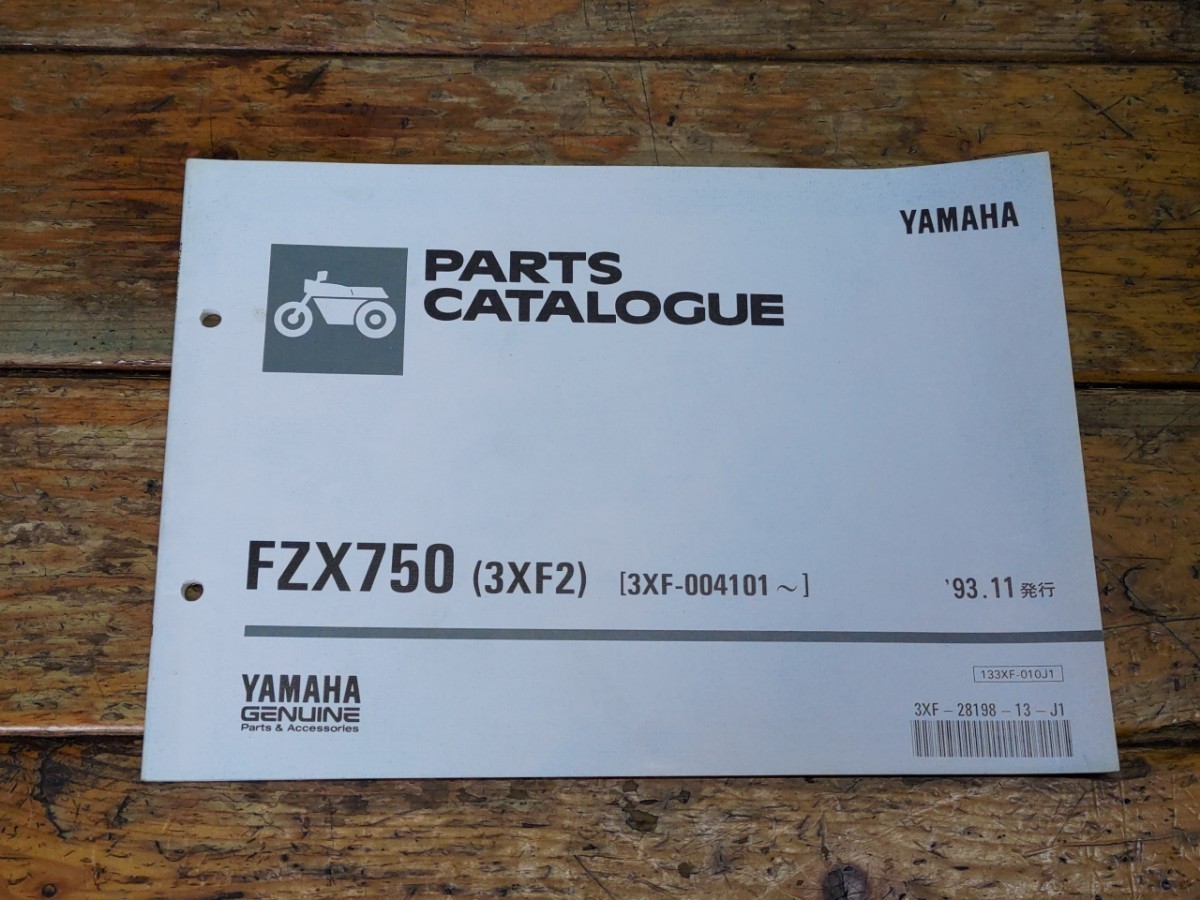 YAMAHA
PARTS
CATALOGUE
FZX750 (3XF2) [3XF-004101～]
'93.11 発行
133XF-010J1
3XF-28198-13-J1
YAMAHA
GENUINE
Parts & Accessories